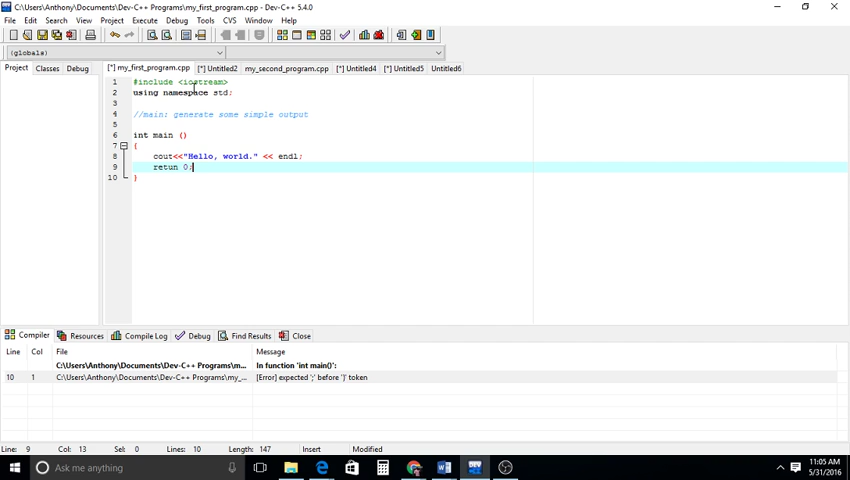 C:\Users\Anthony\Documents\Dev-C++ Programs\my_first_program.cpp - Dev-C++ 5.4.0
File Edit Search View Project Execute Debug Tools CVS Window Help
(globals)
Project Classes Debug [*] my_first_program.cpp [*] Untitled2 my_second_program.cpp [*] Untitled4 [*] Untitled5 Untitled6
1 #include <iostream>
2 using namespace std;
3
4 //main: generate some simple output
5
6 int main ()
7 {
8 cout<<"Hello, world." << endl;
9 retun 0;
10 }
Compiler Resources Compile Log Debug Find Results Close
Line Col File Message
C:\Users\Anthony\Documents\Dev-C++ Programs\m... In function 'int main()':
10 1 C:\Users\Anthony\Documents\Dev-C++ Programs\my_... [Error] expected ';' before '}' token
Line: 9 Col: 13 Sel: 0 Lines: 10 Length: 147 Insert Modified
Ask me anything
DEV
11:05 AM
5/31/2016